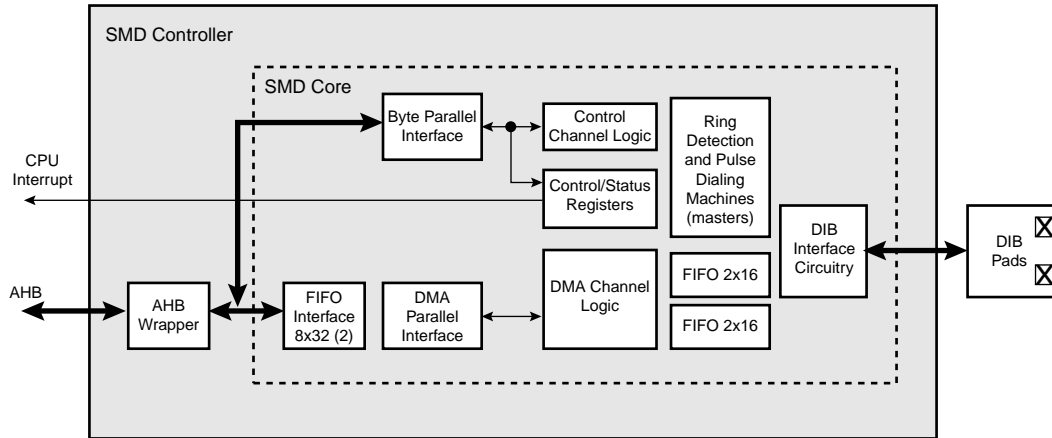 SMD Controller
SMD Core
Byte Parallel
Interface
Control
Channel Logic
Ring
Detection
and Pulse
Dialing
Machines
(masters)
CPU
Interrupt
Control/Status
Registers
DIB
Interface
Circuitry
DIB
Pads
AHB
AHB
Wrapper
FIFO
Interface
8x32 (2)
DMA
Parallel
Interface
DMA Channel
Logic
FIFO 2x16
FIFO 2x16